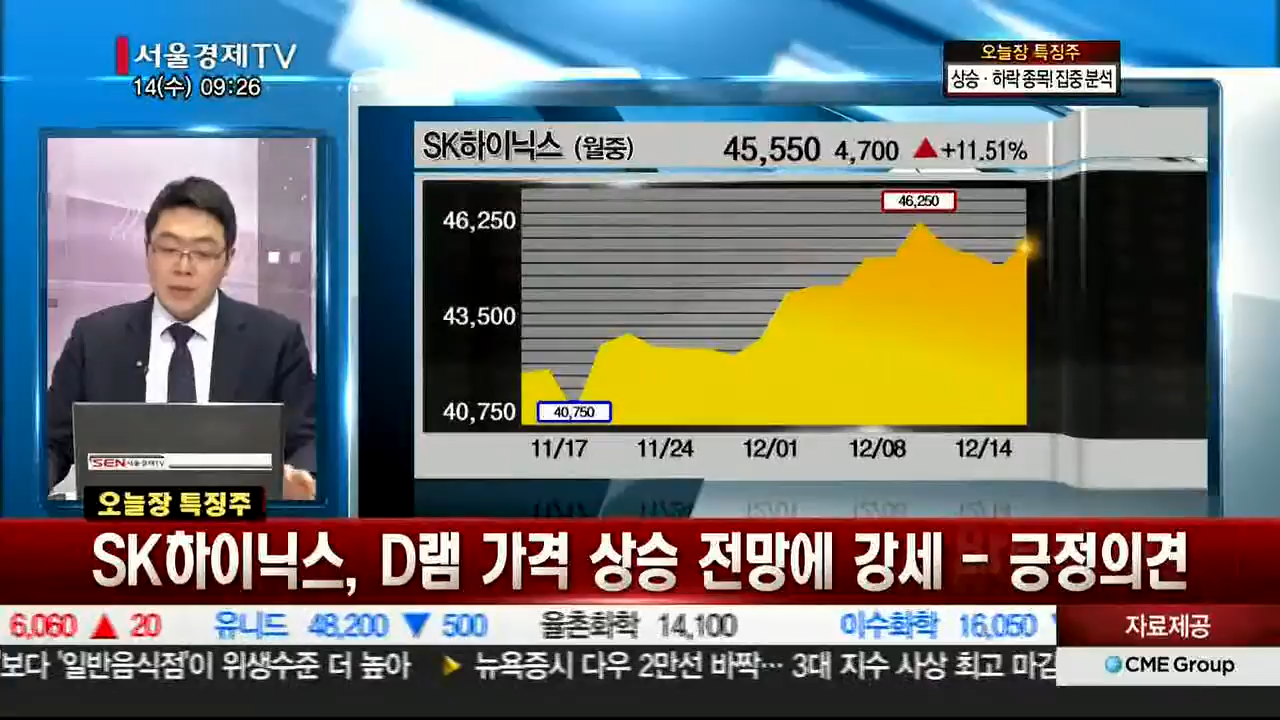 서울경제TV
14(수) 09:26
오늘장 특징주
상승·하락 종목! 집중 분석
SK하이닉스 (월중) 45,550 4,700 ▲+11.51%
46,250
46,250
43,500
40,750
40,750
11/17 11/24 12/01 12/08 12/14
SEN 서울경제TV
오늘장 특징주
SK하이닉스, D램 가격 상승 전망에 강세 - 긍정의견
6,060 ▲ 20 유니드 48,200 ▼ 500 율촌화학 14,100 이수화학 16,050
자료제공
보다 '일반음식점'이 위생수준 더 높아 ▶ 뉴욕증시 다우 2만선 바짝… 3대 지수 사상 최고 마감
CME Group